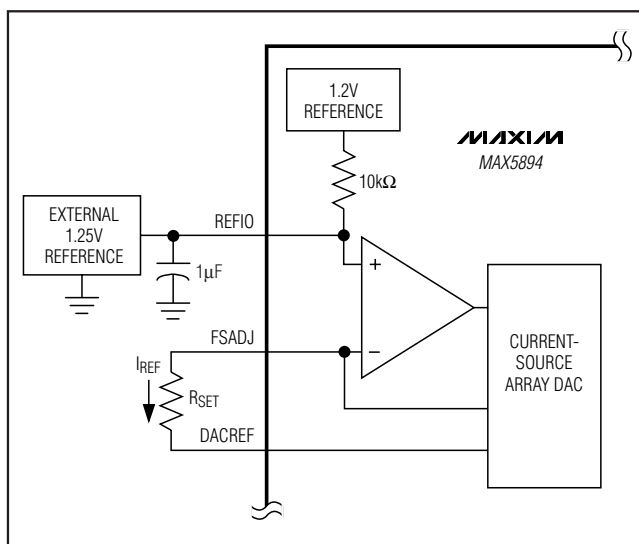 1.2V
REFERENCE
MAXIM
MAX5894
10kΩ
EXTERNAL
1.25V
REFERENCE
REFIO
1μF
+
FSADJ
−
CURRENT-
SOURCE
ARRAY DAC
IREF
RSET
DACREF